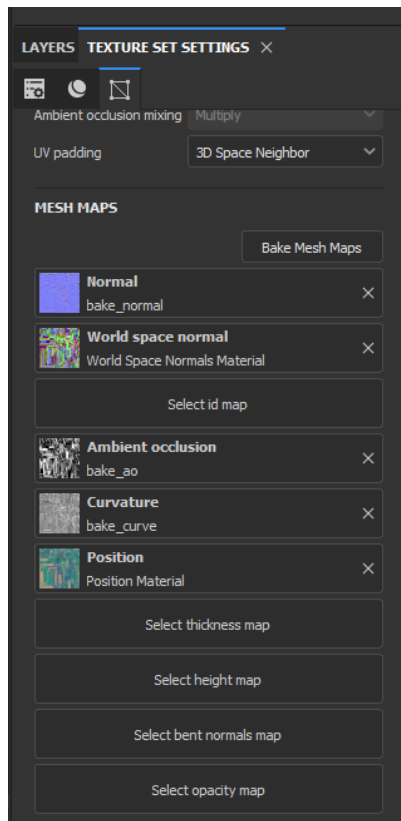 LAYERS TEXTURE SET SETTINGS
Ambient occlusion mixing Multiply
UV padding 3D Space Neighbor
MESH MAPS
Bake Mesh Maps
Normal
bake_normal
World space normal
World Space Normals Material
Select id map
Ambient occlusion
bake_ao
Curvature
bake_curve
Position
Position Material
Select thickness map
Select height map
Select bent normals map
Select opacity map